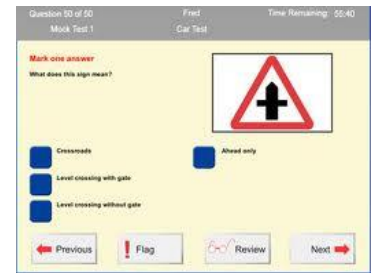 Question 50 of 50 Fred Time Remaining: 55:40
Mock Test 1 Car Test
Mark one answer
What does this sign mean?
Crossroads Ahead only
Level crossing with gate
Level crossing without gate
Previous Flag Review Next